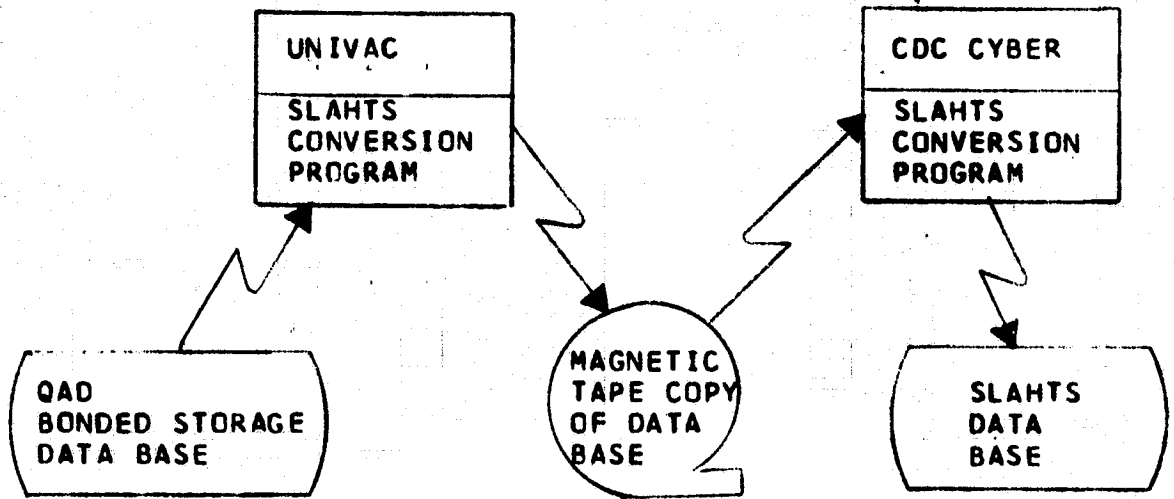 UNIVAC
SLAHTS
CONVERSION
PROGRAM
CDC CYBER
SLAHTS
CONVERSION
PROGRAM
QAD
BONDED STORAGE
DATA BASE
MAGNETIC
TAPE COPY
OF DATA
BASE
SLAHTS
DATA
BASE